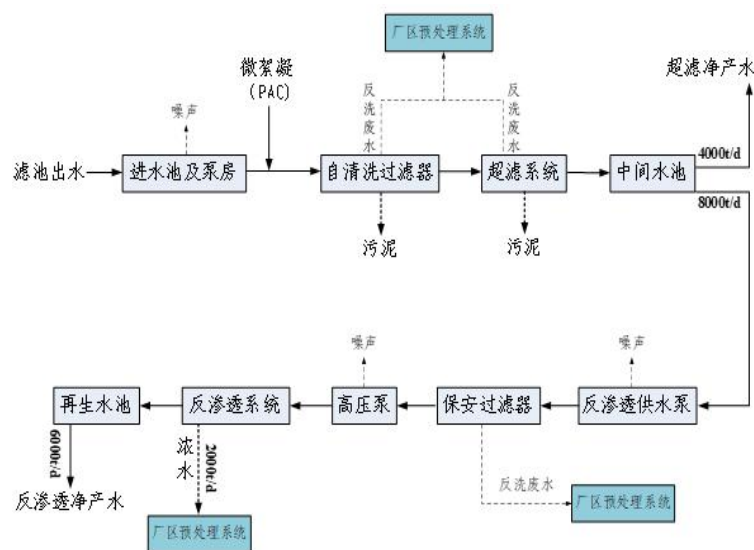 厂区预处理系统
微絮凝
(PAC)
超滤净产水
噪声
反洗废水
反洗废水
4000t/d
滤池出水
进水池及泵房
自清洗过滤器
超滤系统
中间水池
8000t/d
污泥
污泥
噪声
噪声
再生水池
反渗透系统
高压泵
保安过滤器
反渗透供水泵
6000t/d
浓水
2000t/d
反渗透净产水
反洗废水
厂区预处理系统
厂区预处理系统